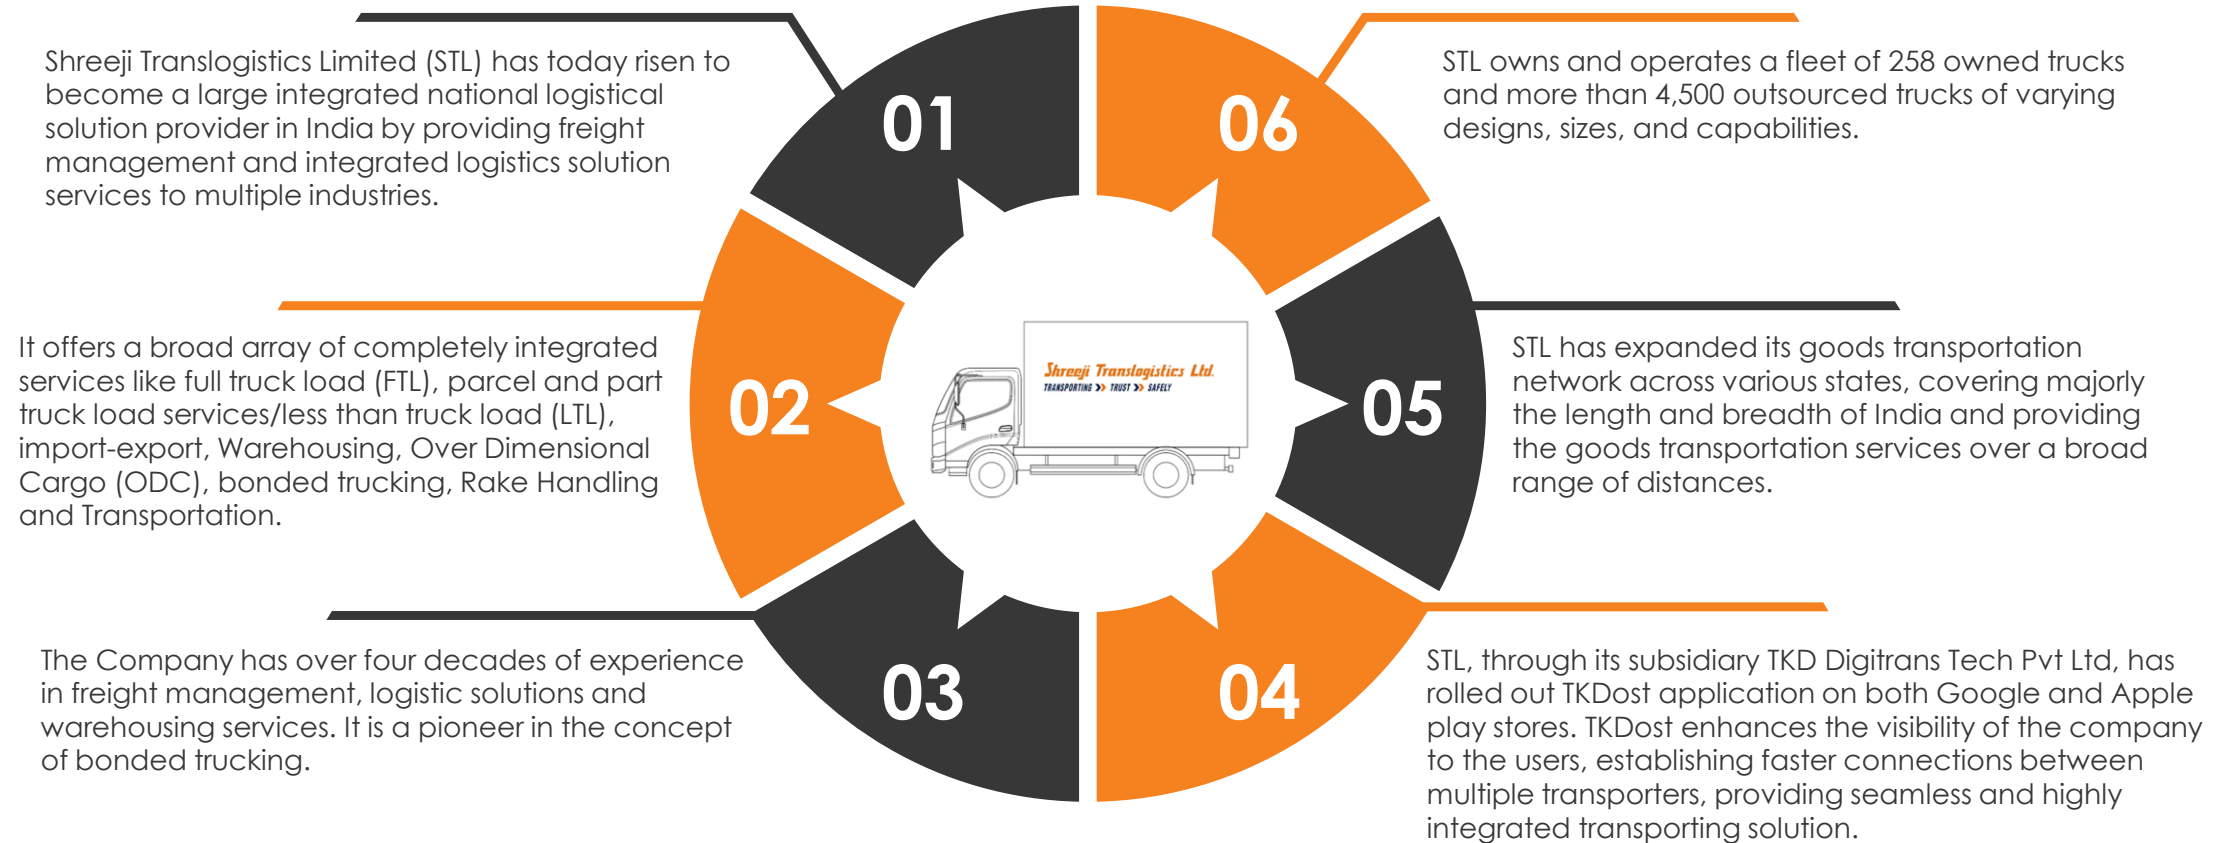 Shreeji Translogistics Limited (STL) has today risen to
become a large integrated national logistical
solution provider in India by providing freight
management and integrated logistics solution
services to multiple industries.
01
It offers a broad array of completely integrated
services like full truck load (FTL), parcel and part
truck load services/less than truck load (LTL),
import-export, Warehousing, Over Dimensional
Cargo (ODC), bonded trucking, Rake Handling
and Transportation.
02
The Company has over four decades of experience
in freight management, logistic solutions and
warehousing services. It is a pioneer in the concept
of bonded trucking.
03
Shreeji Translogistics Ltd.
TRANSPORTING TRUST SAFELY
04
STL, through its subsidiary TKD Digitrans Tech Pvt Ltd, has
rolled out TKDost application on both Google and Apple
play stores. TKDost enhances the visibility of the company
to the users, establishing faster connections between
multiple transporters, providing seamless and highly
integrated transporting solution.
05
STL has expanded its goods transportation
network across various states, covering majorly
the length and breadth of India and providing
the goods transportation services over a broad
range of distances.
06
STL owns and operates a fleet of 258 owned trucks
and more than 4,500 outsourced trucks of varying
designs, sizes, and capabilities.